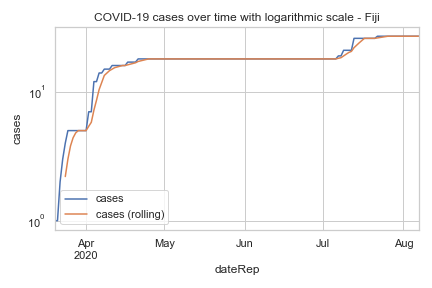 COVID-19 cases over time with logarithmic scale - Fiji
cases
10¹
10⁰
cases
cases (rolling)
Apr
2020
May
Jun
Jul
Aug
dateRep